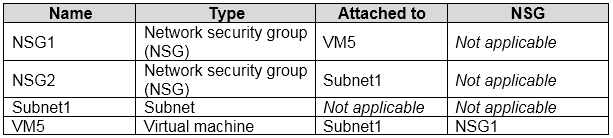 Name Type Attached to NSG
NSG1 Network security group (NSG) VM5 Not applicable
NSG2 Network security group (NSG) Subnet1 Not applicable
Subnet1 Subnet Not applicable Not applicable
VM5 Virtual machine Subnet1 NSG1